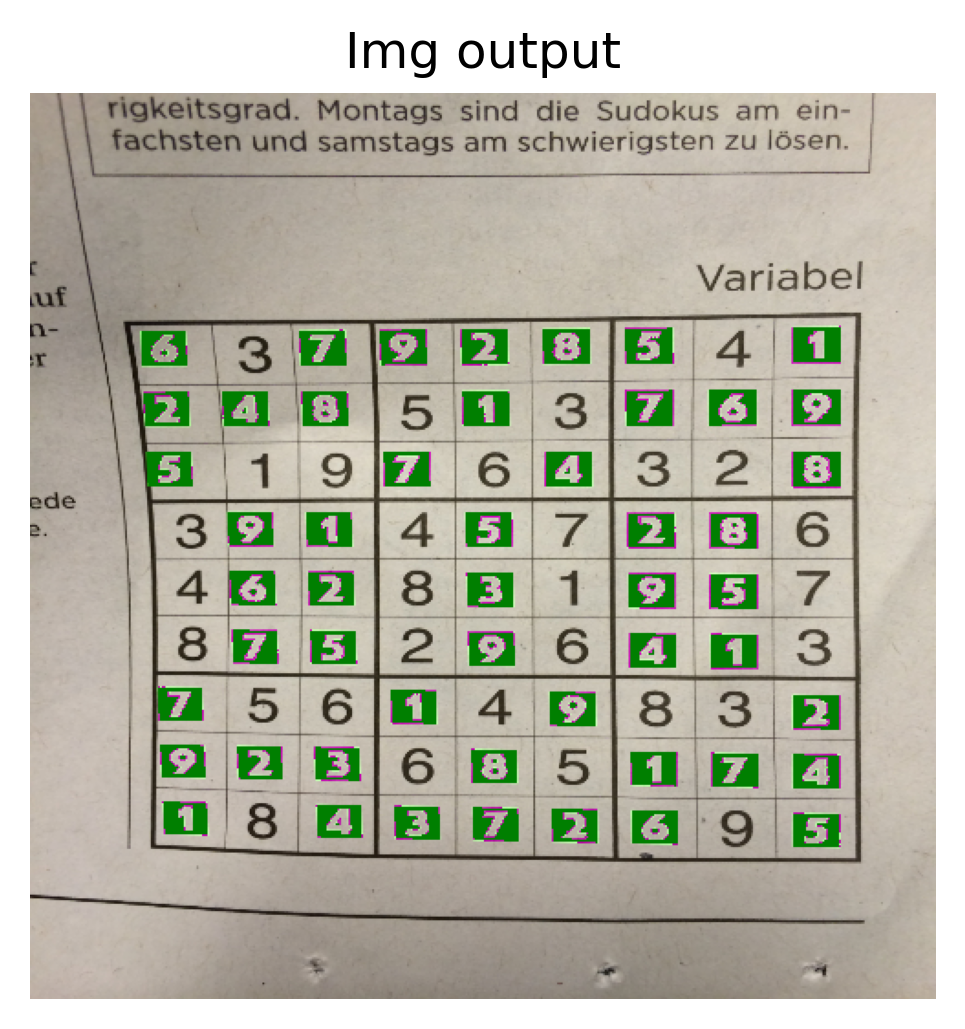 Img output
rigkeitsgrad. Montags sind die Sudokus am ein-
fachsten und samstags am schwierigsten zu lösen.
Variabel
n-
er
ede
e.
6 3 7 9 2 8 5 4 1
2 4 8 5 1 3 7 6 9
5 1 9 7 6 4 3 2 8
3 9 1 4 5 7 2 8 6
4 6 2 8 3 1 9 5 7
8 7 5 2 9 6 4 1 3
7 5 6 1 4 9 8 3 2
9 2 3 6 8 5 1 7 4
1 8 4 3 7 2 6 9 5